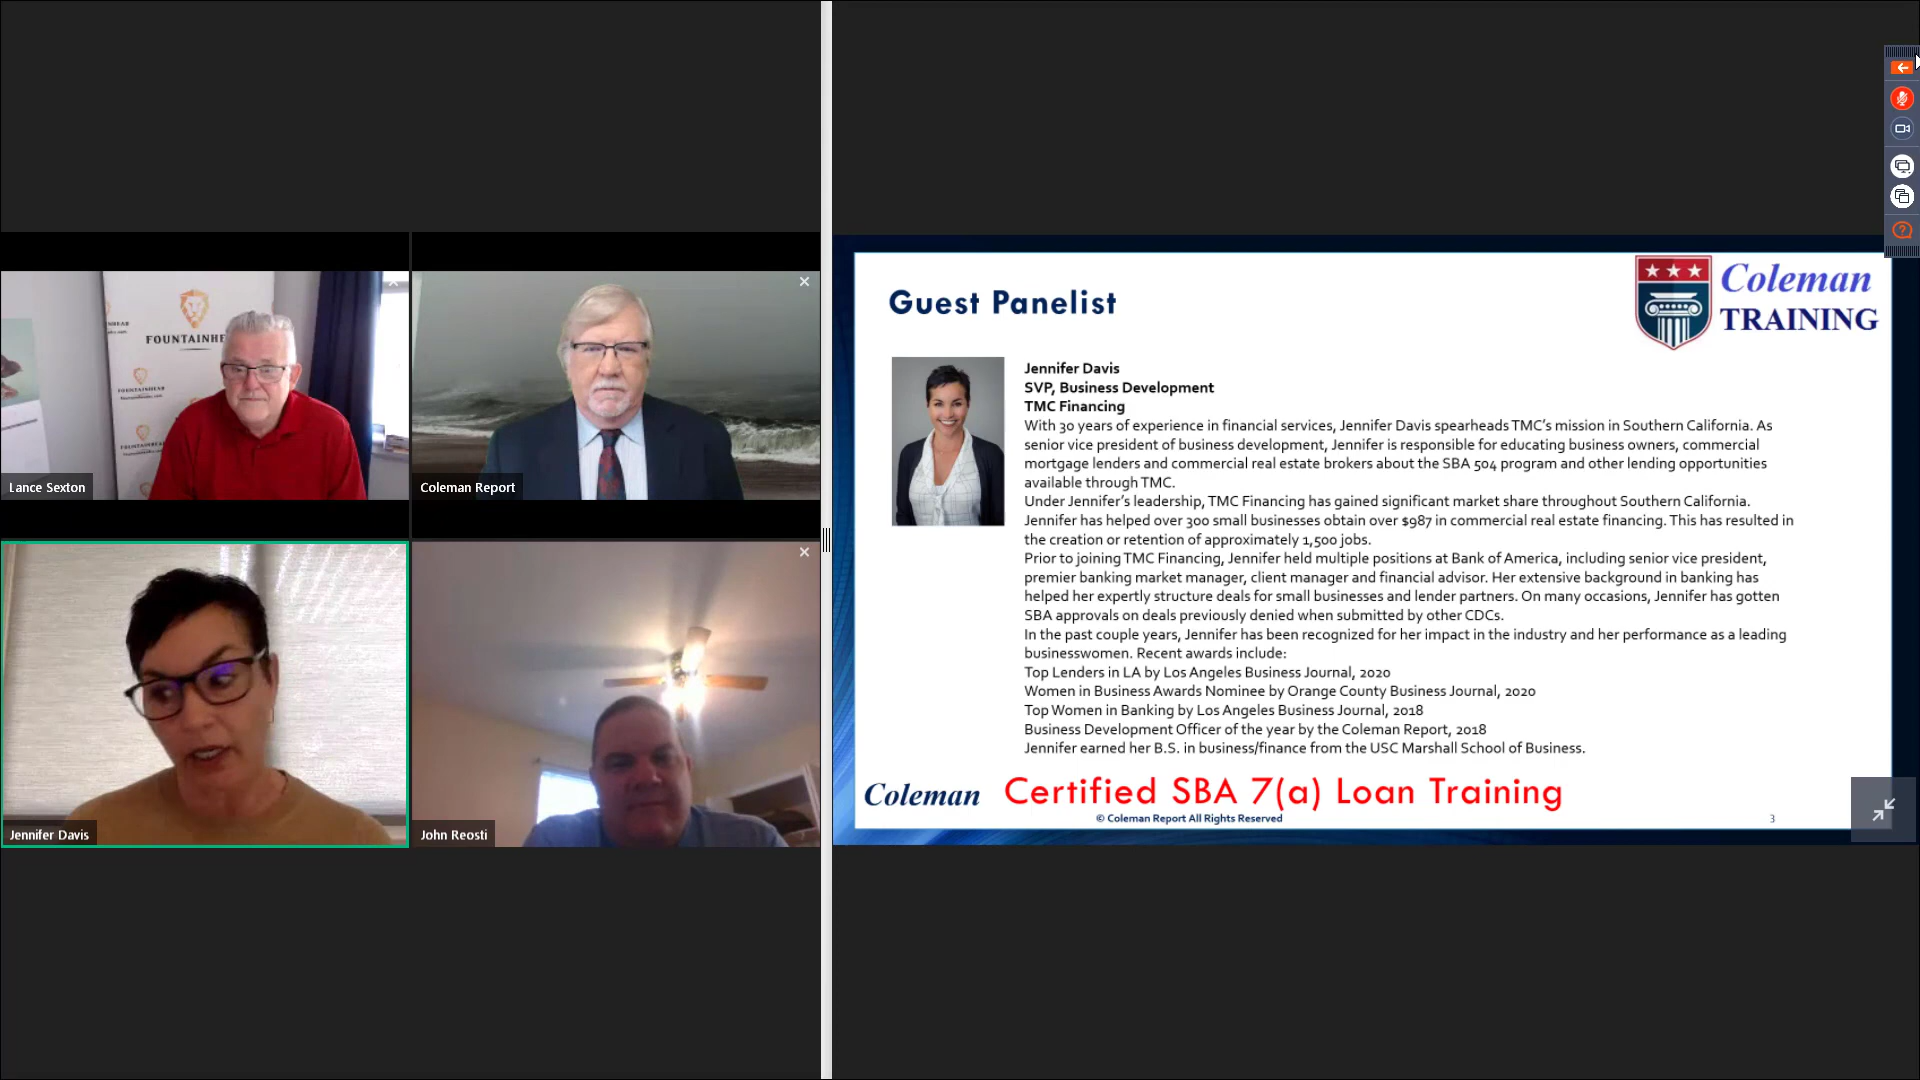 FOUNTAINHE
FOUNTAINHEAD
Lance Sexton
Coleman Report
Jennifer Davis
John Reosti
Guest Panelist
Coleman
TRAINING
Jennifer Davis
SVP, Business Development
TMC Financing
With 30 years of experience in financial services, Jennifer Davis spearheads TMC's mission in Southern California. As
senior vice president of business development, Jennifer is responsible for educating business owners, commercial
mortgage lenders and commercial real estate brokers about the SBA 504 program and other lending opportunities
available through TMC.
Under Jennifer's leadership, TMC Financing has gained significant market share throughout Southern California.
Jennifer has helped over 300 small businesses obtain over $987 in commercial real estate financing. This has resulted in
the creation or retention of approximately 1,500 jobs.
Prior to joining TMC Financing, Jennifer held multiple positions at Bank of America, including senior vice president,
premier banking market manager, client manager and financial advisor. Her extensive background in banking has
helped her expertly structure deals for small businesses and lender partners. On many occasions, Jennifer has gotten
SBA approvals on deals previously denied when submitted by other CDCs.
In the past couple years, Jennifer has been recognized for her impact in the industry and her performance as a leading
businesswomen. Recent awards include:
Top Lenders in LA by Los Angeles Business Journal, 2020
Women in Business Awards Nominee by Orange County Business Journal, 2020
Top Women in Banking by Los Angeles Business Journal, 2018
Business Development Officer of the year by the Coleman Report, 2018
Jennifer earned her B.S. in business/finance from the USC Marshall School of Business.
Coleman
Certified SBA 7(a) Loan Training
© Coleman Report All Rights Reserved
3